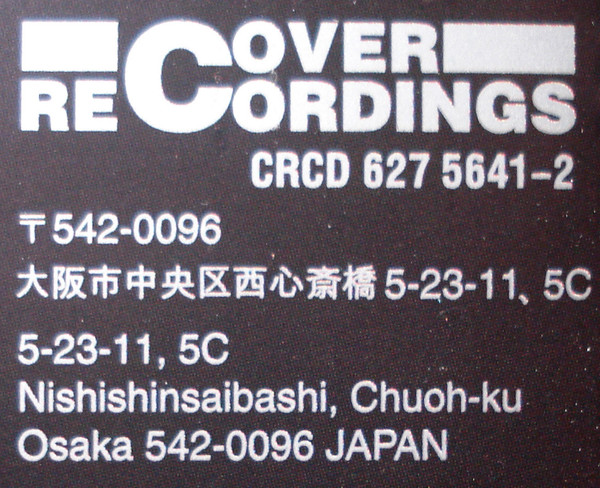 COVER
RECORDINGS
CRCD 627 5641-2
〒542-0096
大阪市中央区西心斎橋 5-23-11、5C
5-23-11, 5C
Nishishinsaibashi, Chuoh-ku
Osaka 542-0096 JAPAN